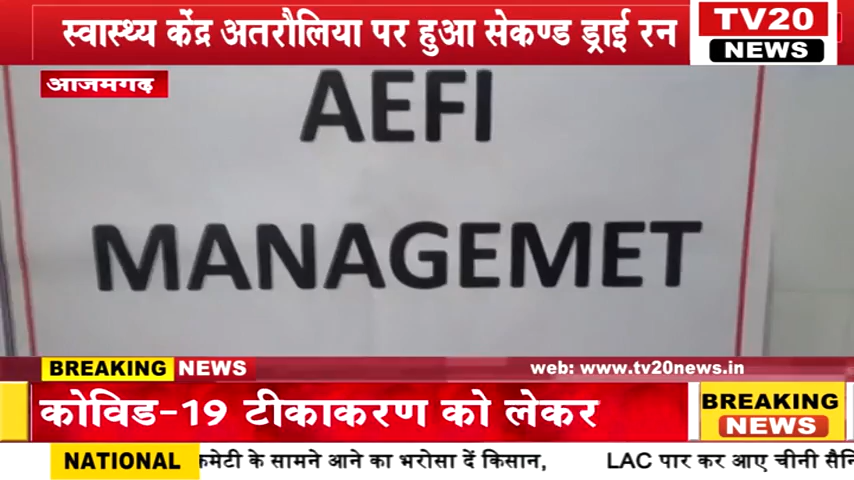 स्वास्थ्य केंद्र अतरौलिया पर हुआ सेकण्ड ड्राई रन
TV20
NEWS
आजमगढ़
AEFI
MANAGEMET
BREAKING NEWS
web: www.tv20news.in
कोविड-19 टीकाकरण को लेकर
BREAKING
NEWS
NATIONAL
के सामने आने का भरोसा दें किसान, LAC पार कर आए चीनी